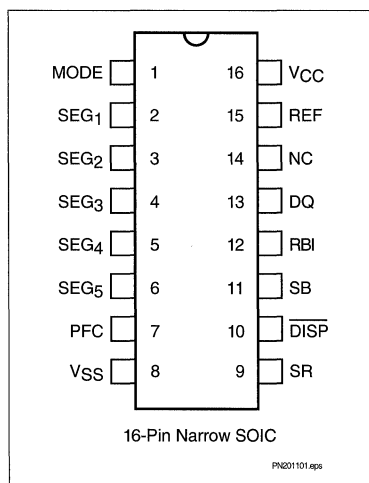 MODE 1 16 VCC
SEG1 2 15 REF
SEG2 3 14 NC
SEG3 4 13 DQ
SEG4 5 12 RBI
SEG5 6 11 SB
PFC 7 10 DISP
VSS 8 9 SR
16-Pin Narrow SOIC
PN201101.eps